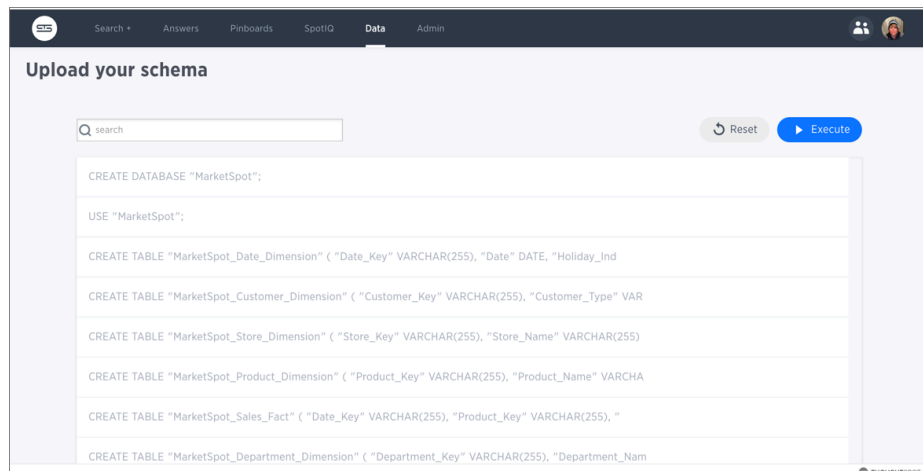 Search + Answers Pinboards SpotIQ Data Admin
Upload your schema
search Reset Execute
CREATE DATABASE "MarketSpot";
USE "MarketSpot";
CREATE TABLE "MarketSpot_Date_Dimension" ( "Date_Key" VARCHAR(255), "Date" DATE, "Holiday_Ind
CREATE TABLE "MarketSpot_Customer_Dimension" ( "Customer_Key" VARCHAR(255), "Customer_Type" VAR
CREATE TABLE "MarketSpot_Store_Dimension" ( "Store_Key" VARCHAR(255), "Store_Name" VARCHAR(255)
CREATE TABLE "MarketSpot_Product_Dimension" ( "Product_Key" VARCHAR(255), "Product_Name" VARCHA
CREATE TABLE "MarketSpot_Sales_Fact" ( "Date_Key" VARCHAR(255), "Product_Key" VARCHAR(255), "
CREATE TABLE "MarketSpot_Department_Dimension" ( "Department_Key" VARCHAR(255), "Department_Nam